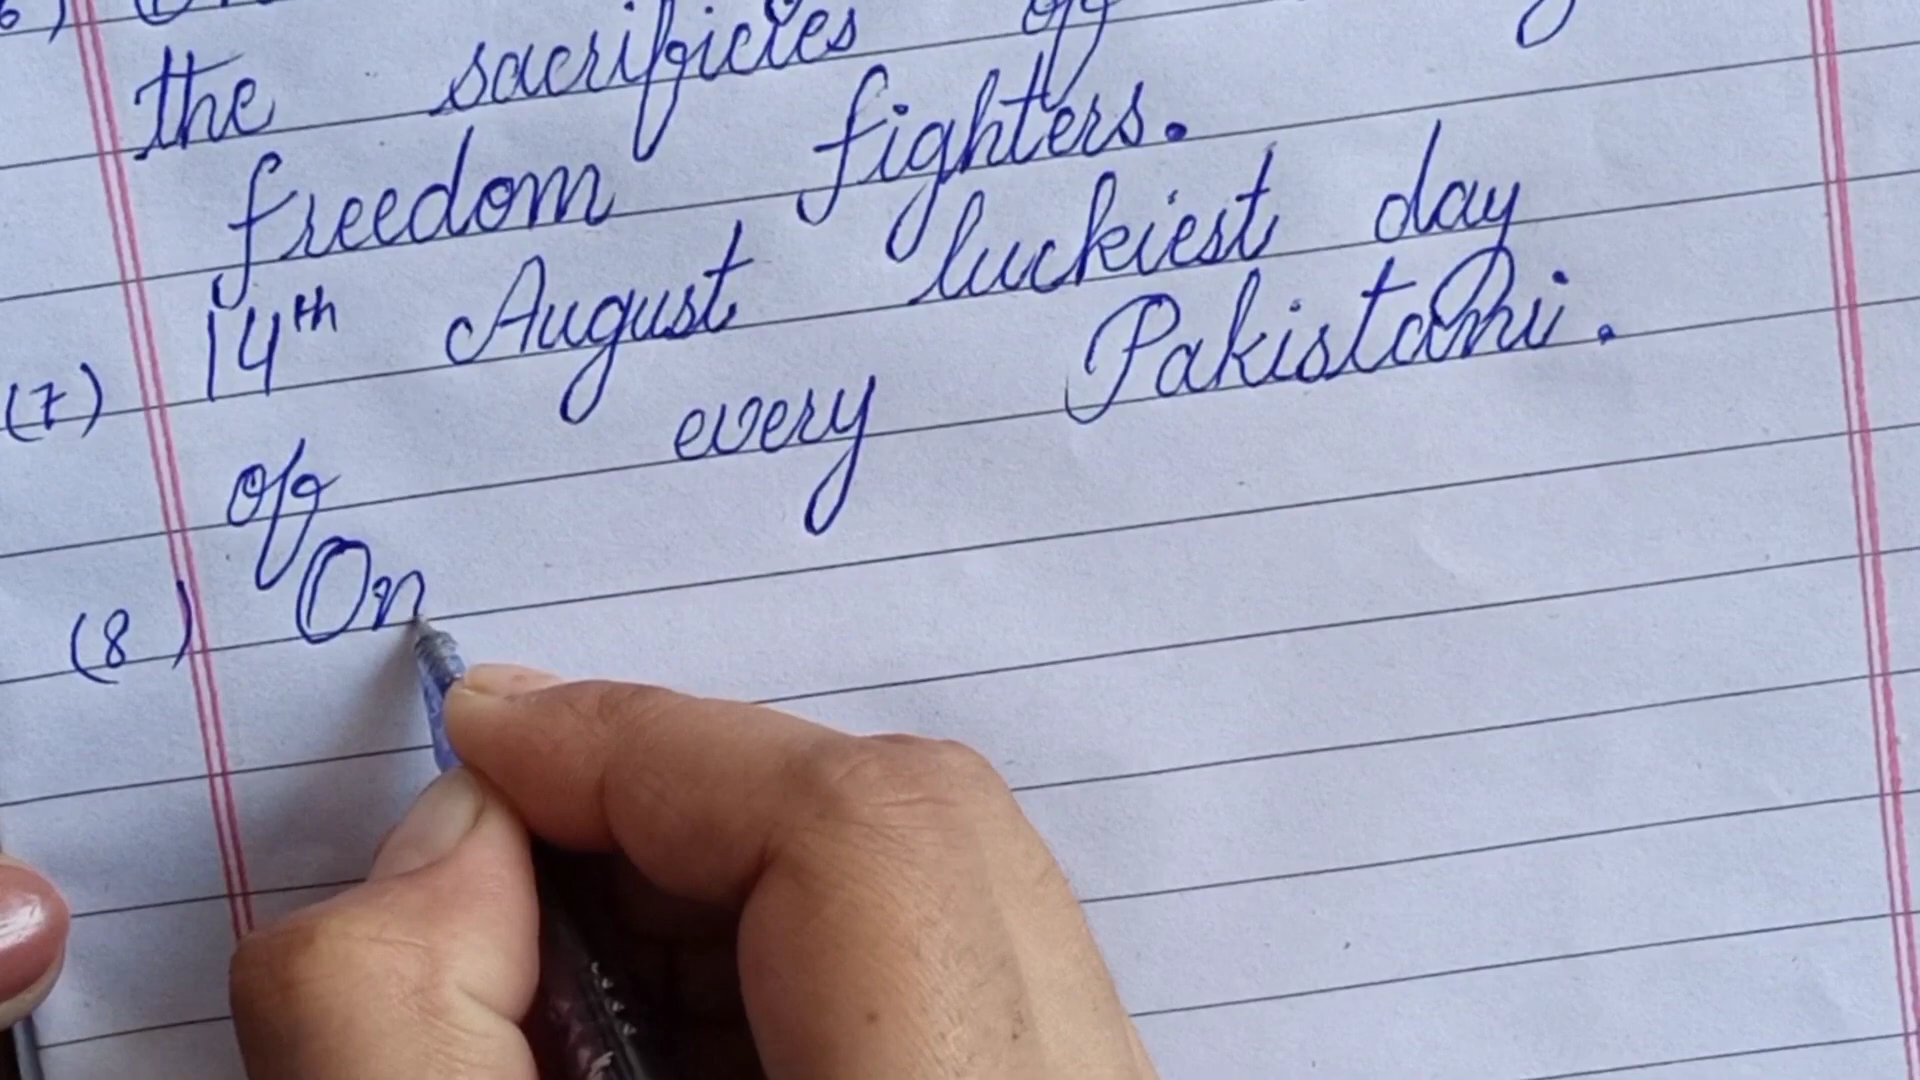 the sacrificies of
freedom fighters.
(7) 14th August luckiest day
of every Pakistani.
(8) On